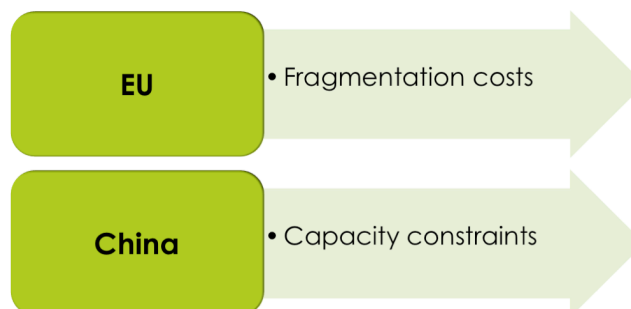 EU
• Fragmentation costs
China
• Capacity constraints